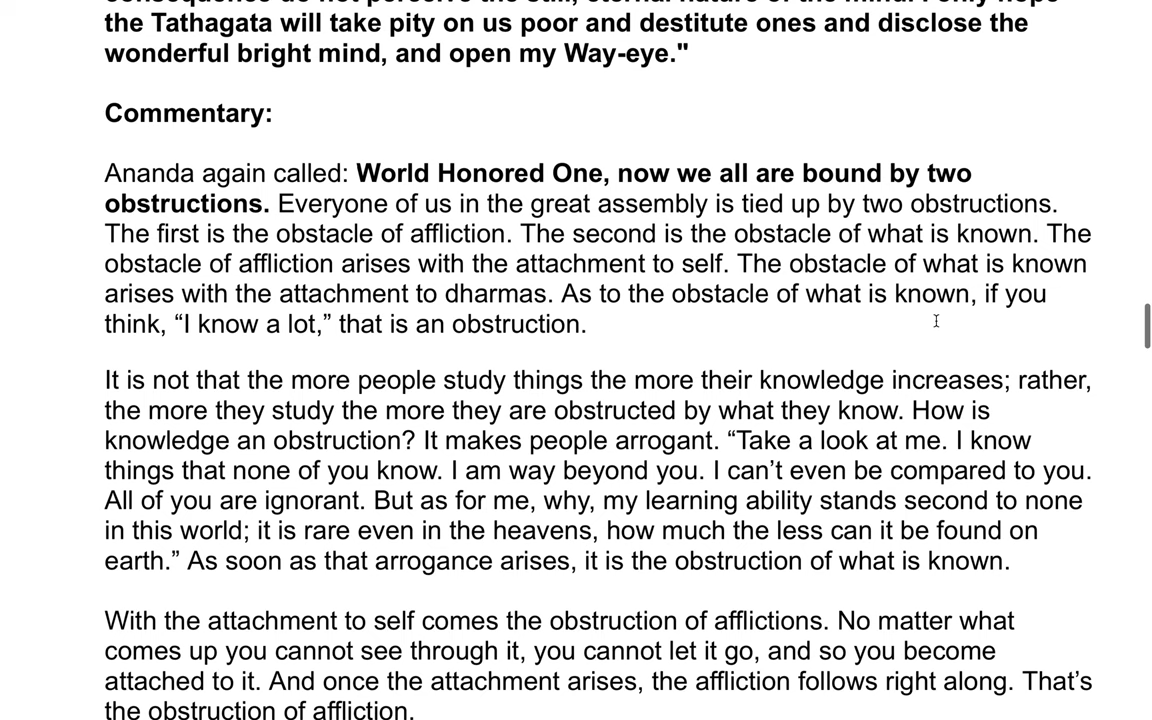 the Tathagata will take pity on us poor and destitute ones and disclose the
wonderful bright mind, and open my Way-eye."
Commentary:
Ananda again called: World Honored One, now we all are bound by two
obstructions. Everyone of us in the great assembly is tied up by two obstructions.
The first is the obstacle of affliction. The second is the obstacle of what is known. The
obstacle of affliction arises with the attachment to self. The obstacle of what is known
arises with the attachment to dharmas. As to the obstacle of what is known, if you
think, “I know a lot,” that is an obstruction.
It is not that the more people study things the more their knowledge increases; rather,
the more they study the more they are obstructed by what they know. How is
knowledge an obstruction? It makes people arrogant. “Take a look at me. I know
things that none of you know. I am way beyond you. I can’t even be compared to you.
All of you are ignorant. But as for me, why, my learning ability stands second to none
in this world; it is rare even in the heavens, how much the less can it be found on
earth.” As soon as that arrogance arises, it is the obstruction of what is known.
With the attachment to self comes the obstruction of afflictions. No matter what
comes up you cannot see through it, you cannot let it go, and so you become
attached to it. And once the attachment arises, the affliction follows right along. That’s
the obstruction of affliction.